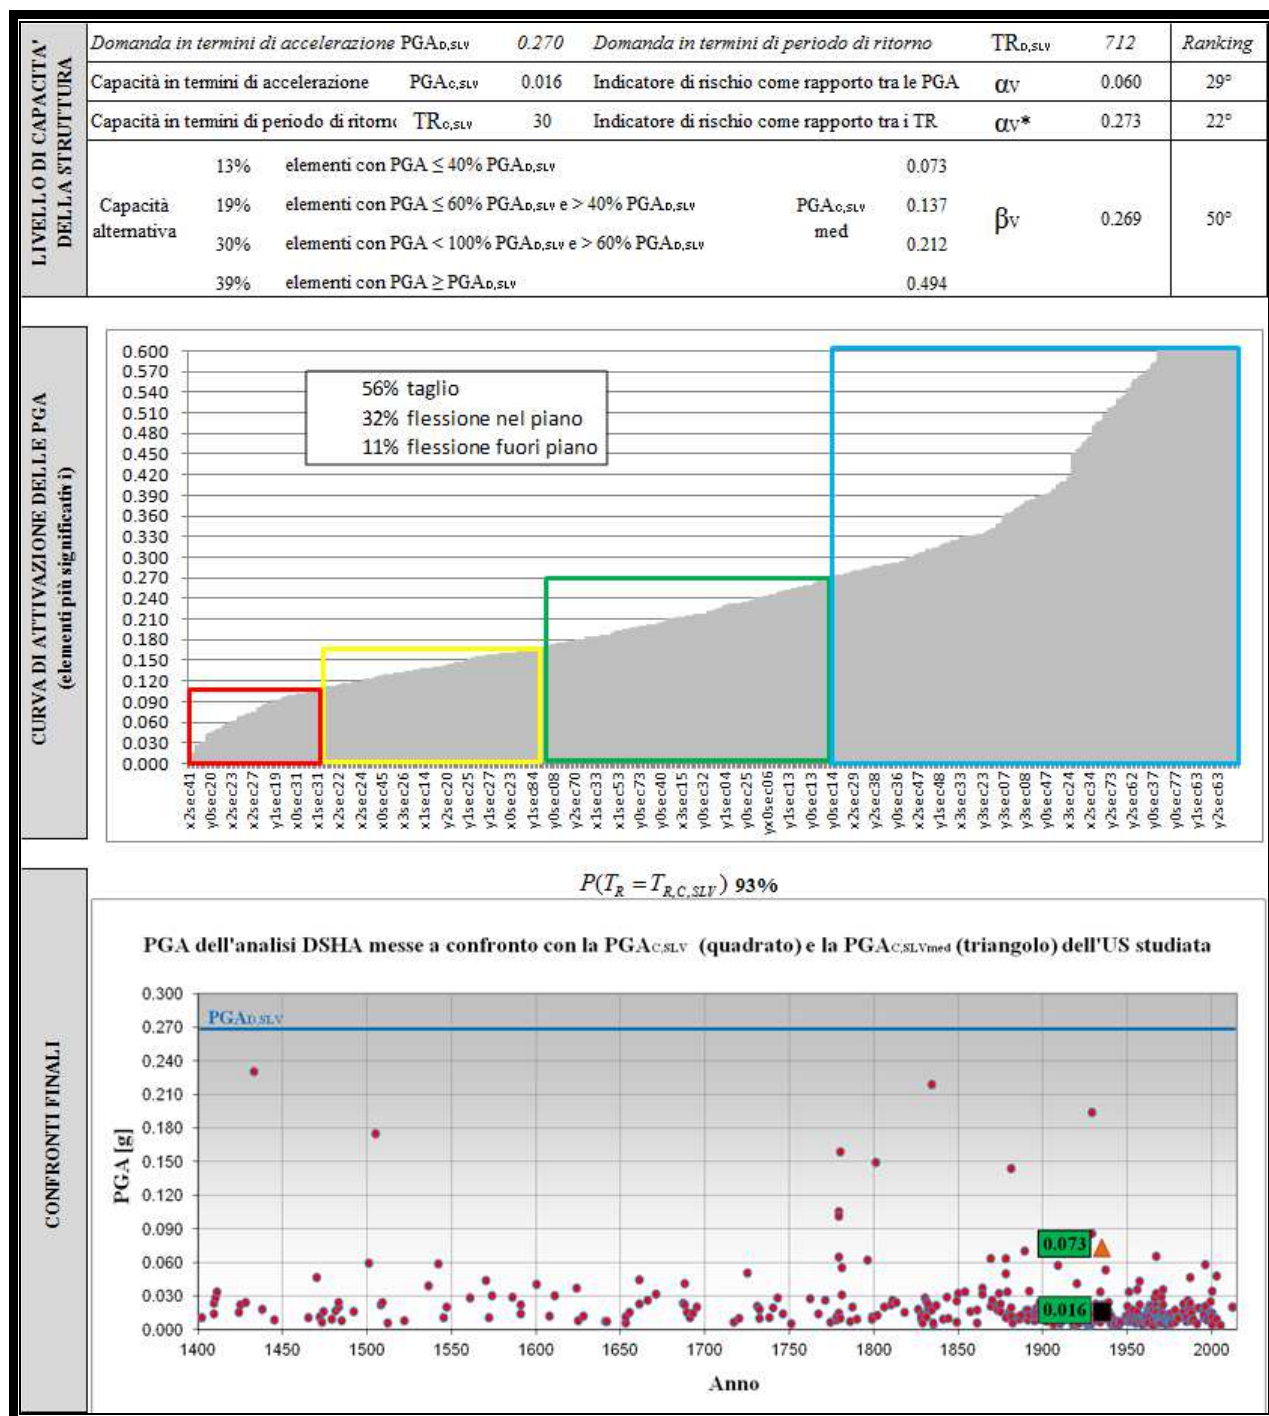 LIVELLO DI CAPACITA'
DELLA STRUTTURA
Domanda in termini di accelerazione PGAD,SLV 0.270 Domanda in termini di periodo di ritorno TRD,SLV 712 Ranking
Capacità in termini di accelerazione PGAC,SLV 0.016 Indicatore di rischio come rapporto tra le PGA αV 0.060 29°
Capacità in termini di periodo di ritorno TRC,SLV 30 Indicatore di rischio come rapporto tra i TR αV* 0.273 22°
Capacità
alternativa
13% elementi con PGA ≤ 40% PGAD,SLV 0.073
19% elementi con PGA ≤ 60% PGAD,SLV e > 40% PGAD,SLV 0.137
30% elementi con PGA < 100% PGAD,SLV e > 60% PGAD,SLV 0.212
39% elementi con PGA ≥ PGAD,SLV 0.494
PGAC,SLV
med
βV 0.269 50°
CURVA DI ATTIVAZIONE DELLE PGA
(elementi più significativi)
0.600
0.570
0.540
0.510
0.480
0.450
0.420
0.390
0.360
0.330
0.300
0.270
0.240
0.210
0.180
0.150
0.120
0.090
0.060
0.030
0.000
56% taglio
32% flessione nel piano
11% flessione fuori piano
x2sec41
y0sec20
x2sec23
x2sec27
y1sec19
x0sec31
x1sec31
x2sec22
x2sec24
x0sec45
x3sec26
x1sec14
y2sec20
y1sec25
y1sec27
x0sec23
y1sec84
y0sec08
y2sec70
x1sec33
x1sec53
y0sec73
y0sec40
x3sec15
y0sec32
y1sec04
y0sec25
yx0sec06
y1sec13
y0sec13
y0sec14
x2sec29
y2sec38
y0sec36
x2sec47
y1sec48
x3sec33
y3sec23
y3sec07
y3sec08
y0sec47
x3sec24
x2sec34
y2sec73
y2sec62
y0sec37
y0sec77
y1sec63
y2sec63
CONFRONTI FINALI
P(TR = TR,C,SLV) 93%
PGA dell'analisi DSHA messe a confronto con la PGAC,SLV (quadrato) e la PGAC,SLVmed (triangolo) dell'US studiata
PGA [g]
0.300
0.270
0.240
0.210
0.180
0.150
0.120
0.090
0.060
0.030
0.000
PGAD,SLV
0.073
0.016
1400 1450 1500 1550 1600 1650 1700 1750 1800 1850 1900 1950 2000
Anno